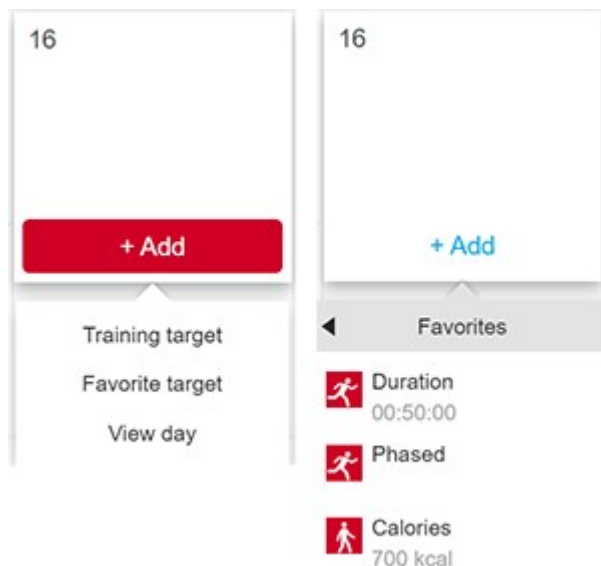 16
+ Add
Training target
Favorite target
View day
16
+ Add
Favorites
Duration
00:50:00
Phased
Calories
700 kcal